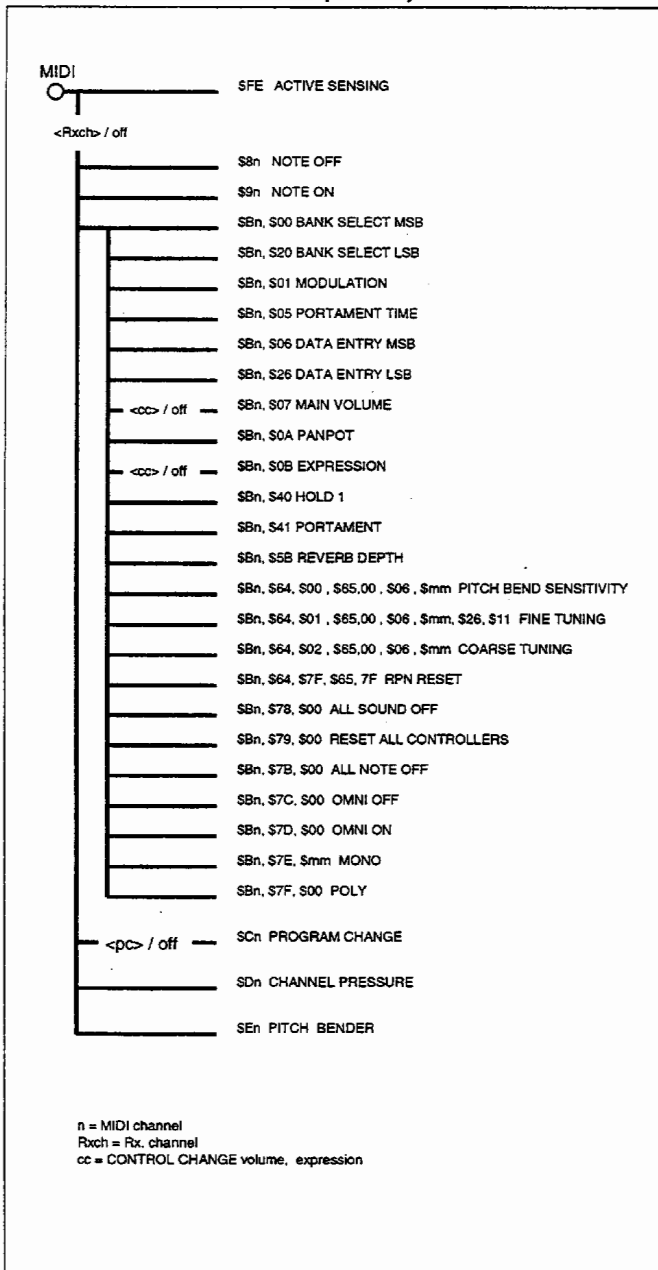 MIDI
$FE ACTIVE SENSING
<Rxch> / off
$8n NOTE OFF
$9n NOTE ON
$Bn, $00 BANK SELECT MSB
$Bn, $20 BANK SELECT LSB
$Bn, $01 MODULATION
$Bn, $05 PORTAMENT TIME
$Bn, $06 DATA ENTRY MSB
$Bn, $26 DATA ENTRY LSB
<cc> / off $Bn, $07 MAIN VOLUME
$Bn, $0A PANPOT
<cc> / off $Bn, $0B EXPRESSION
$Bn, $40 HOLD 1
$Bn, $41 PORTAMENT
$Bn, $5B REVERB DEPTH
$Bn, $64, $00 , $65,00 , $06 , $mm PITCH BEND SENSITIVITY
$Bn, $64, $01 , $65,00 , $06 , $mm, $26, $11 FINE TUNING
$Bn, $64, $02 , $65,00 , $06 , $mm COARSE TUNING
$Bn, $64, $7F, $65, 7F RPN RESET
$Bn, $78, $00 ALL SOUND OFF
$Bn, $79, $00 RESET ALL CONTROLLERS
$Bn, $7B, $00 ALL NOTE OFF
$Bn, $7C, $00 OMNI OFF
$Bn, $7D, $00 OMNI ON
$Bn, $7E, $mm MONO
$Bn, $7F, $00 POLY
<pc> / off $Cn PROGRAM CHANGE
$Dn CHANNEL PRESSURE
$En PITCH BENDER
n = MIDI channel
Rxch = Rx. channel
cc = CONTROL CHANGE volume, expression